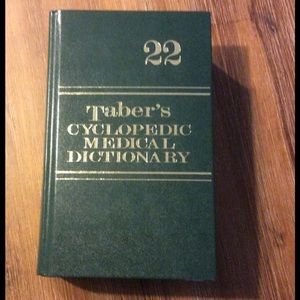 22
Taber's
CYCLOPEDIC
MEDICAL
DICTIONARY